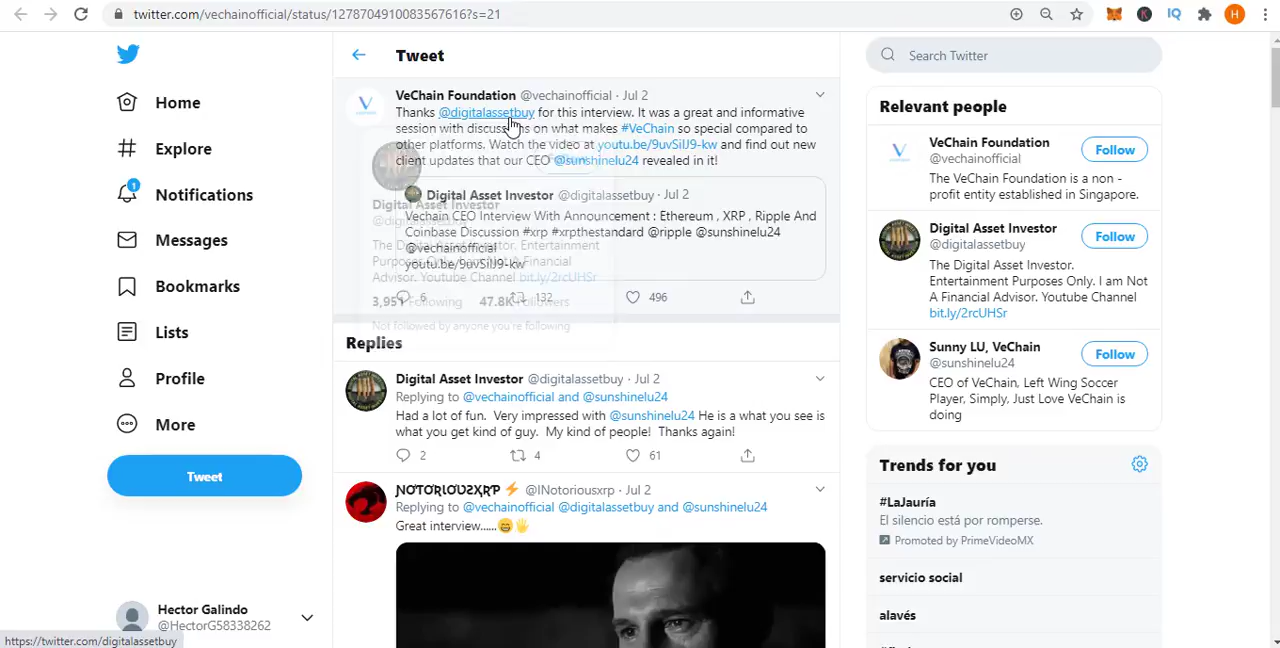 twitter.com/vechainofficial/status/1278704910083567616?s=21
Home
Explore
1
Notifications
Messages
Bookmarks
Lists
Profile
More
Tweet
Hector Galindo
@HectorG58338262
https://twitter.com/digitalassetbuy
Tweet
VeChain Foundation @vechainofficial · Jul 2
Thanks @digitalassetbuy for this interview. It was a great and informative
session with discussions on what makes #VeChain so special compared to
other platforms. Watch the video at youtu.be/9uvSiIJ9-kw and find out new
client updates that our CEO @sunshinelu24 revealed in it!
Digital Asset Investor @digitalassetbuy · Jul 2
Vechain CEO Interview With Announcement : Ethereum , XRP , Ripple And
Coinbase Discussion #xrp #xrpthestandard @ripple @sunshinelu24
@vechainofficial
youtu.be/9uvSiIJ9-kw
6 132 496
Digital Asset Investor
The Digital Asset Investor. Entertainment
Purposes Only. I am Not A Financial
Advisor. Youtube Channel bit.ly/2rcUHSr
3,951 Following 47.8K Followers
Not followed by anyone you're following
Replies
Digital Asset Investor @digitalassetbuy · Jul 2
Replying to @vechainofficial and @sunshinelu24
Had a lot of fun. Very impressed with @sunshinelu24 He is a what you see is
what you get kind of guy. My kind of people! Thanks again!
2 4 61
ƝƠƬƠƦƖƠƲƧҲƦƤ ⚡ @INotoriousxrp · Jul 2
Replying to @vechainofficial @digitalassetbuy and @sunshinelu24
Great interview......😁🖐
IQ
H
Search Twitter
Relevant people
VeChain Foundation
@vechainofficial
Follow
The VeChain Foundation is a non -
profit entity established in Singapore.
Digital Asset Investor
@digitalassetbuy
Follow
The Digital Asset Investor.
Entertainment Purposes Only. I am Not
A Financial Advisor. Youtube Channel
bit.ly/2rcUHSr
Sunny LU, VeChain
@sunshinelu24
Follow
CEO of VeChain, Left Wing Soccer
Player, Simply, Just Love VeChain is
doing
Trends for you
#LaJauría
El silencio está por romperse.
Promoted by PrimeVideoMX
servicio social
alavés